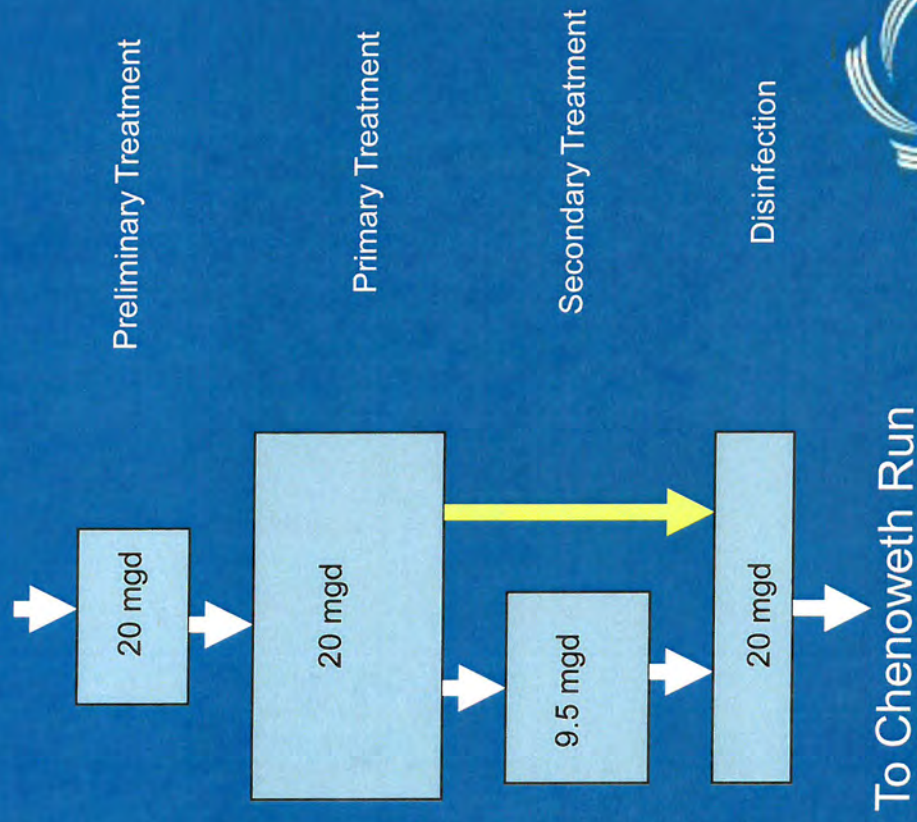 20 mgd
Preliminary Treatment
20 mgd
Primary Treatment
9.5 mgd
Secondary Treatment
20 mgd
Disinfection
To Chenoweth Run